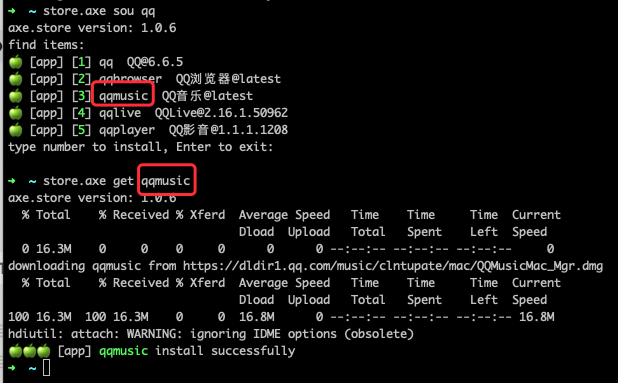 ➜ ~ store.axe sou qq
axe.store version: 1.0.6
find items:
🍏 [app] [1] qq QQ@6.6.5
🍏 [app] [2] qqbrowser QQ浏览器@latest
🍏 [app] [3] qqmusic QQ音乐@latest
🍏 [app] [4] qqlive QQLive@2.16.1.50962
🍏 [app] [5] qqplayer QQ影音@1.1.1.1208
type number to install, Enter to exit:
➜ ~ store.axe get qqmusic
axe.store version: 1.0.6
% Total % Received % Xferd Average Speed Time Time Time Current
Dload Upload Total Spent Left Speed
0 16.3M 0 0 0 0 0 0 --:--:-- --:--:-- --:--:-- 0
downloading qqmusic from https://dldir1.qq.com/music/clntupate/mac/QQMusicMac_Mgr.dmg
% Total % Received % Xferd Average Speed Time Time Time Current
Dload Upload Total Spent Left Speed
100 16.3M 100 16.3M 0 0 16.8M 0 --:--:-- --:--:-- --:--:-- 16.8M
hdiutil: attach: WARNING: ignoring IDME options (obsolete)
🍏🍏🍏 [app] qqmusic install successfully
➜ ~